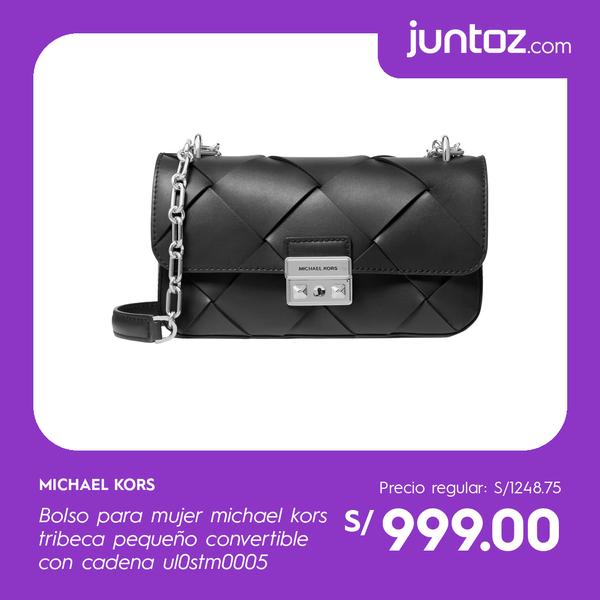 juntoz.com
MICHAEL KORS
MICHAEL KORS
Bolso para mujer michael kors
tribeca pequeño convertible
con cadena ul0stm0005
Precio regular: S/1248.75
S/ 999.00